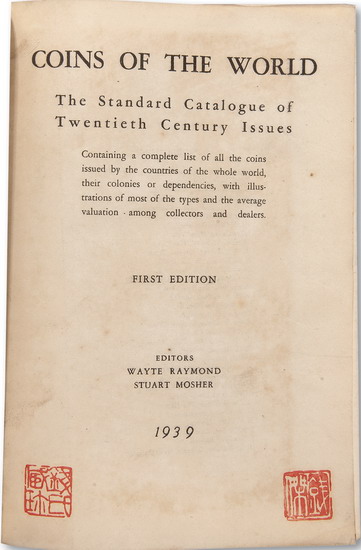 COINS OF THE WORLD
The Standard Catalogue of
Twentieth Century Issues
Containing a complete list of all the coins
issued by the countries of the whole world,
their colonies or dependencies, with illus-
trations of most of the types and the average
valuation among collectors and dealers.
FIRST EDITION
EDITORS
WAYTE RAYMOND
STUART MOSHER
1939